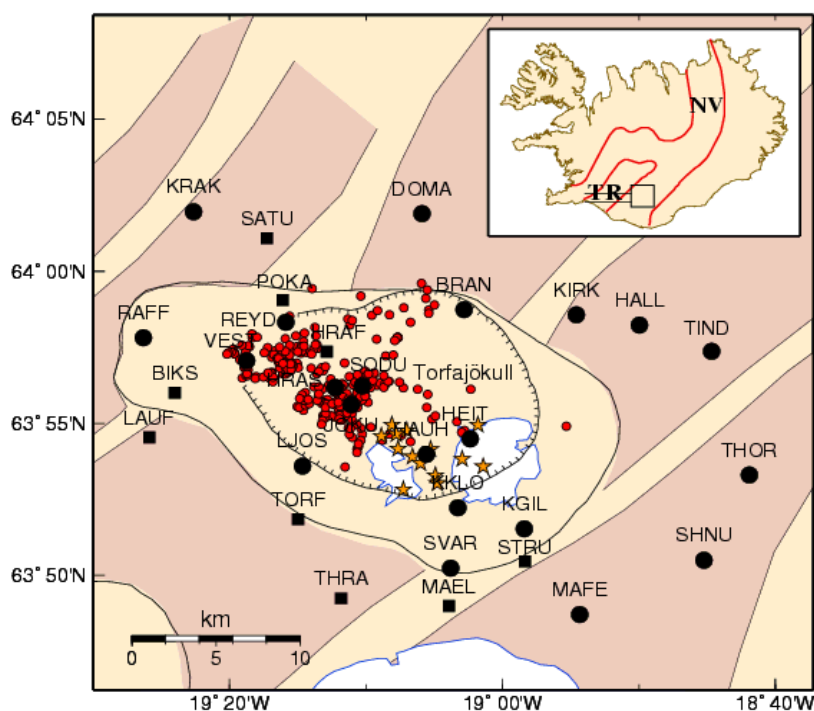 64° 05'N
64° 00'N
63° 55'N
63° 50'N
19° 20'W
19° 00'W
18° 40'W
NV
TR
KRAK
SATU
DOMA
POKA
BRAN
KIRK
HALL
TIND
RAFF
REYD
VEST
HRAF
BIKS
HRAS
SODU
Torfajökull
LAUF
LJOS
HEIT
HAUH
KKLO
THOR
TORF
KGIL
SVAR
STRU
SHNU
THRA
MAEL
MAFE
km
0
5
10